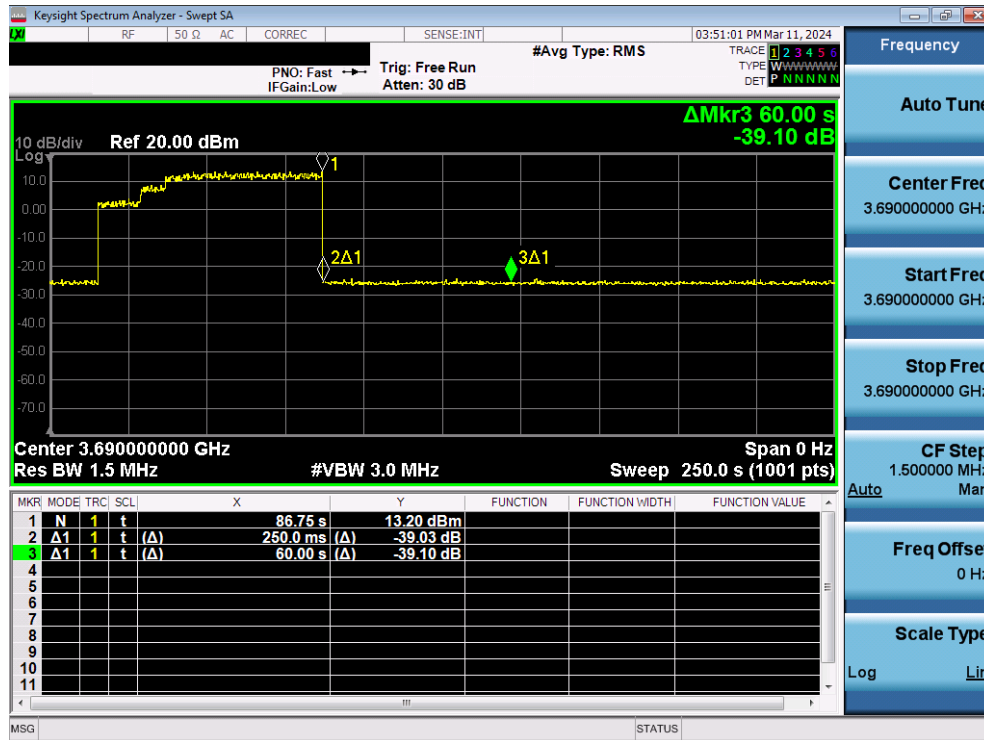 Keysight Spectrum Analyzer - Swept SA
LXI RF 50 Ω AC CORREC SENSE:INT 03:51:01 PM Mar 11, 2024
#Avg Type: RMS TRACE 1 2 3 4 5 6
PNO: Fast Trig: Free Run TYPE W W W W W W
IFGain:Low Atten: 30 dB DET P N N N N N
ΔMkr3 60.00 s
10 dB/div Ref 20.00 dBm -39.10 dB
Log
1
10.0
0.00
-10.0
2Δ1 3Δ1
-20.0
-30.0
-40.0
-50.0
-60.0
-70.0
Center 3.690000000 GHz Span 0 Hz
Res BW 1.5 MHz #VBW 3.0 MHz Sweep 250.0 s (1001 pts)
MKR MODE TRC SCL X Y FUNCTION FUNCTION WIDTH FUNCTION VALUE
1 N 1 t 86.75 s 13.20 dBm
2 Δ1 1 t (Δ) 250.0 ms (Δ) -39.03 dB
3 Δ1 1 t (Δ) 60.00 s (Δ) -39.10 dB
4
5
6
7
8
9
10
11
MSG STATUS
Frequency
Auto Tune
Center Freq
3.690000000 GHz
Start Freq
3.690000000 GHz
Stop Freq
3.690000000 GHz
CF Step
1.500000 MHz
Auto Man
Freq Offset
0 Hz
Scale Type
Log Lin